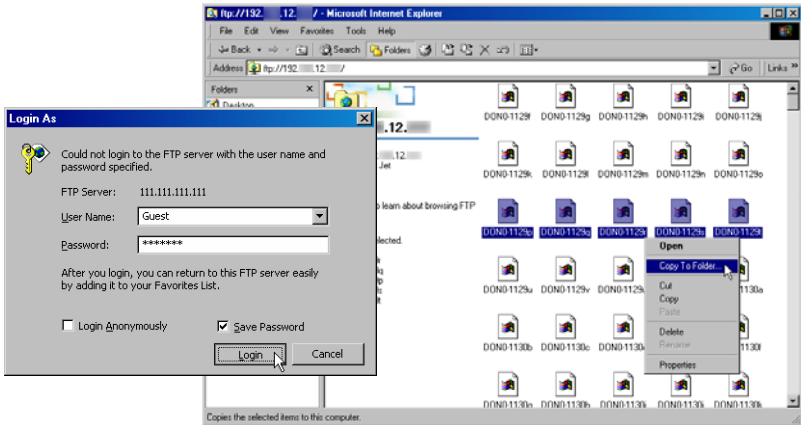 ftp://192. .12. / - Microsoft Internet Explorer
File Edit View Favorites Tools Help
Back Search Folders
Address ftp://192. .12. / Go Links »
Folders x
Desktop
.12.
.12.
Jet
o learn about browsing FTP
elected.
DON0-1129f DON0-1129g DON0-1129h DON0-1129i DON0-1129j
DON0-1129k DON0-1129l DON0-1129m DON0-1129n DON0-1129o
DON0-1129p DON0-1129q DON0-1129r DON0-1129s DON0-1129t
DON0-1129u DON0-1129v DON0-1129 1130a
DON0-1130b DON0-1130c DON0-1130 1130f
DON0-1130g DON0-1130h DON0-1130i DON0-1130j DON0-1130k
Open
Copy To Folder...
Cut
Copy
Paste
Delete
Rename
Properties
Copies the selected items to this computer.
Login As
Could not login to the FTP server with the user name and
password specified.
FTP Server: 111.111.111.111
User Name: Guest
Password: *******
After you login, you can return to this FTP server easily
by adding it to your Favorites List.
Login Anonymously Save Password
Login Cancel